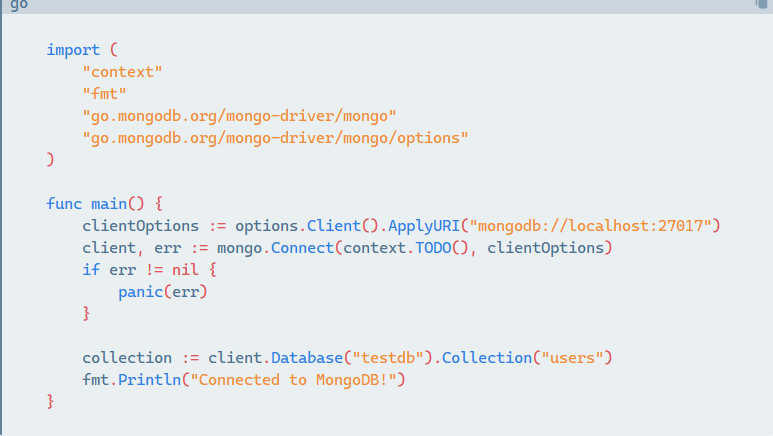 go
import (
"context"
"fmt"
"go.mongodb.org/mongo-driver/mongo"
"go.mongodb.org/mongo-driver/mongo/options"
)
func main() {
clientOptions := options.Client().ApplyURI("mongodb://localhost:27017")
client, err := mongo.Connect(context.TODO(), clientOptions)
if err != nil {
panic(err)
}
collection := client.Database("testdb").Collection("users")
fmt.Println("Connected to MongoDB!")
}